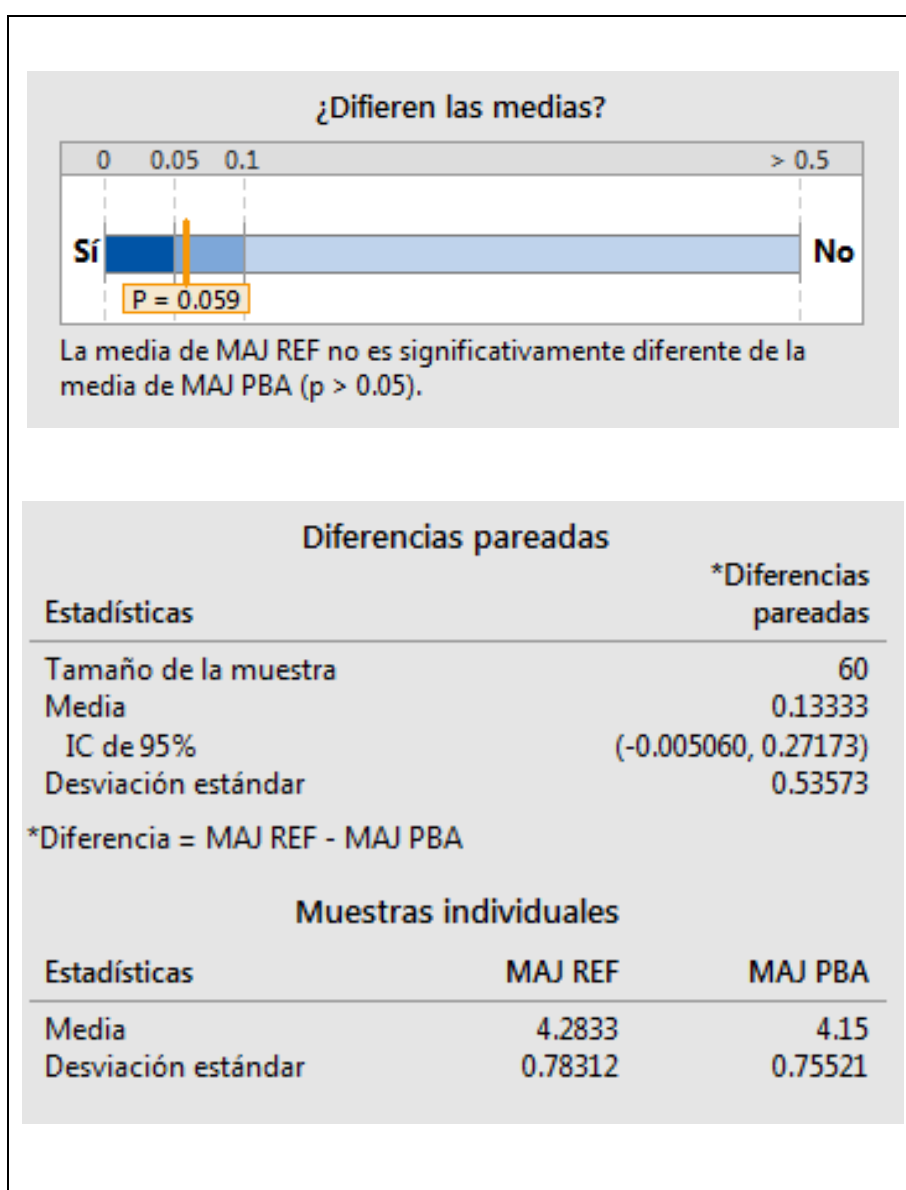 ¿Difieren las medias?
0 0.05 0.1 > 0.5
Sí No
P = 0.059
La media de MAJ REF no es significativamente diferente de la
media de MAJ PBA (p > 0.05).
Diferencias pareadas
*Diferencias
Estadísticas pareadas
Tamaño de la muestra 60
Media 0.13333
IC de 95% (-0.005060, 0.27173)
Desviación estándar 0.53573
*Diferencia = MAJ REF - MAJ PBA
Muestras individuales
Estadísticas MAJ REF MAJ PBA
Media 4.2833 4.15
Desviación estándar 0.78312 0.75521